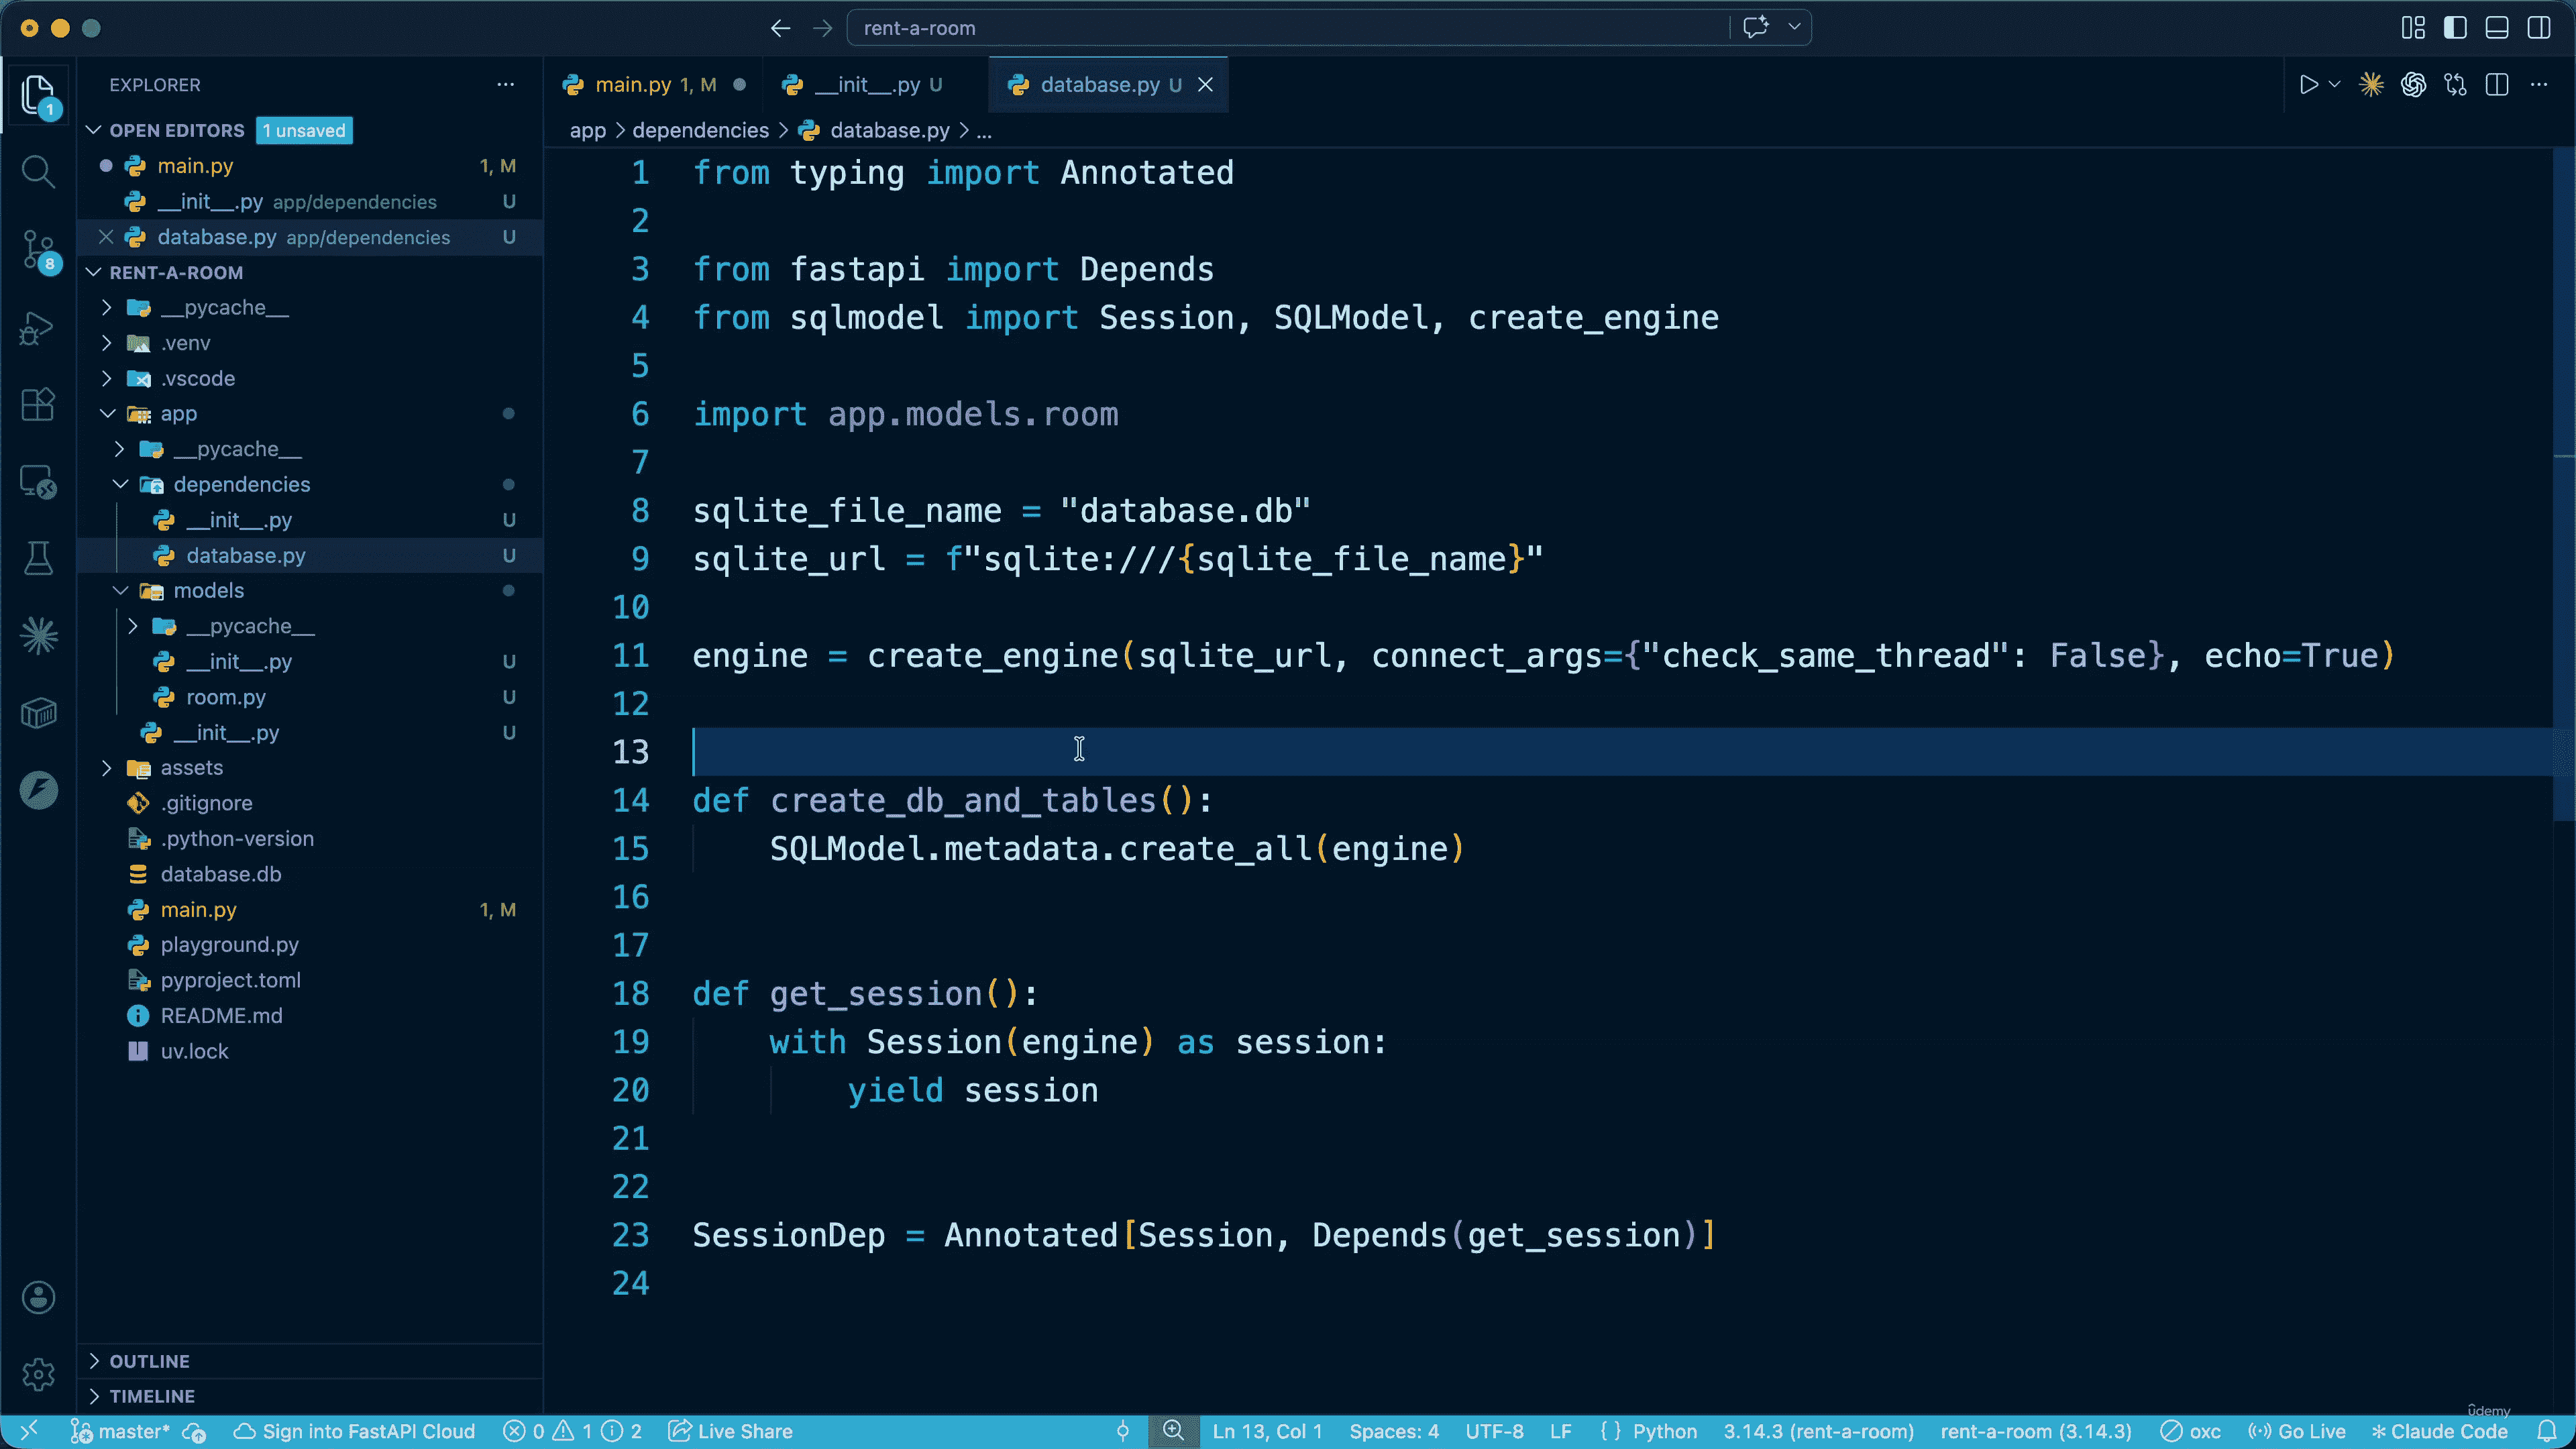 rent-a-room
EXPLORER
OPEN EDITORS 1 unsaved
main.py 1, M
__init__.py app/dependencies U
database.py app/dependencies U
RENT-A-ROOM
__pycache__
.venv
.vscode
app
__pycache__
dependencies
__init__.py U
database.py U
models
__pycache__
__init__.py U
room.py U
__init__.py U
assets
.gitignore
.python-version
database.db
main.py 1, M
playground.py
pyproject.toml
README.md
uv.lock
OUTLINE
TIMELINE
1
8
main.py 1, M
__init__.py U
database.py U
app > dependencies > database.py > ...
1 from typing import Annotated
2
3 from fastapi import Depends
4 from sqlmodel import Session, SQLModel, create_engine
5
6 import app.models.room
7
8 sqlite_file_name = "database.db"
9 sqlite_url = f"sqlite:///{sqlite_file_name}"
10
11 engine = create_engine(sqlite_url, connect_args={"check_same_thread": False}, echo=True)
12
13
14 def create_db_and_tables():
15     SQLModel.metadata.create_all(engine)
16
17
18 def get_session():
19     with Session(engine) as session:
20         yield session
21
22
23 SessionDep = Annotated[Session, Depends(get_session)]
24
udemy
master* Sign into FastAPI Cloud 0 1 2 Live Share Ln 13, Col 1 Spaces: 4 UTF-8 LF { } Python 3.14.3 (rent-a-room) rent-a-room (3.14.3) oxc Go Live Claude Code